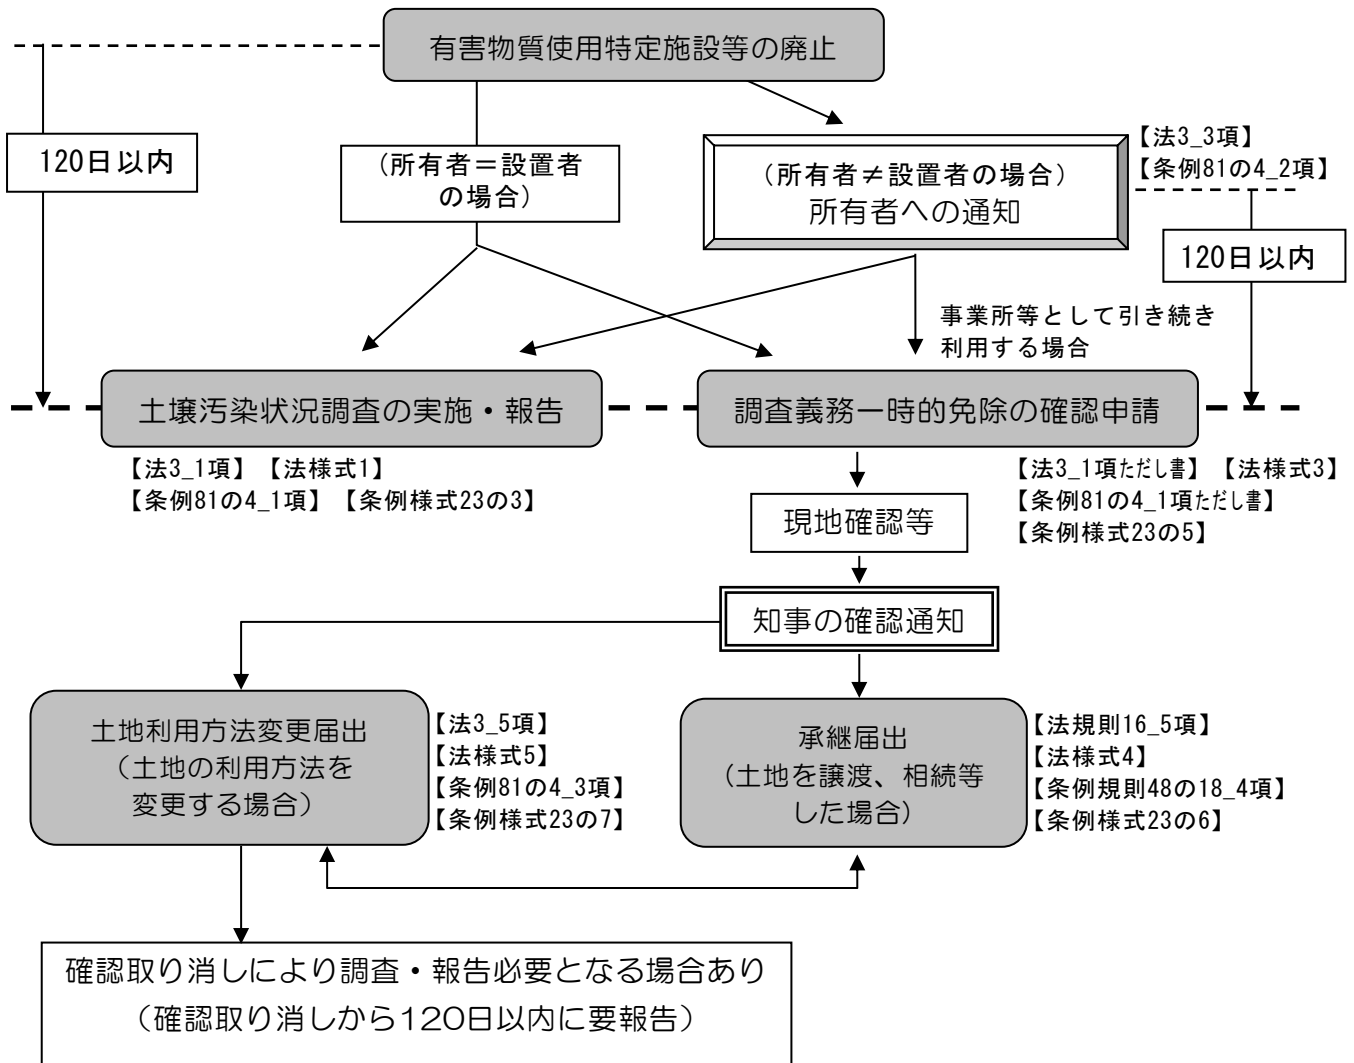 有害物質使用特定施設等の廃止
120日以内
（所有者＝設置者
の場合）
（所有者≠設置者の場合）
所有者への通知
【法3_3項】
【条例81の4_2項】
120日以内
事業所等として引き続き
利用する場合
土壌汚染状況調査の実施・報告
調査義務一時的免除の確認申請
【法3_1項】【法様式1】
【条例81の4_1項】【条例様式23の3】
【法3_1項ただし書】【法様式3】
【条例81の4_1項ただし書】
【条例様式23の5】
現地確認等
知事の確認通知
土地利用方法変更届出
（土地の利用方法を
変更する場合）
【法3_5項】
【法様式5】
【条例81の4_3項】
【条例様式23の7】
承継届出
（土地を譲渡、相続等
した場合）
【法規則16_5項】
【法様式4】
【条例規則48の18_4項】
【条例様式23の6】
確認取り消しにより調査・報告必要となる場合あり
（確認取り消しから120日以内に要報告）